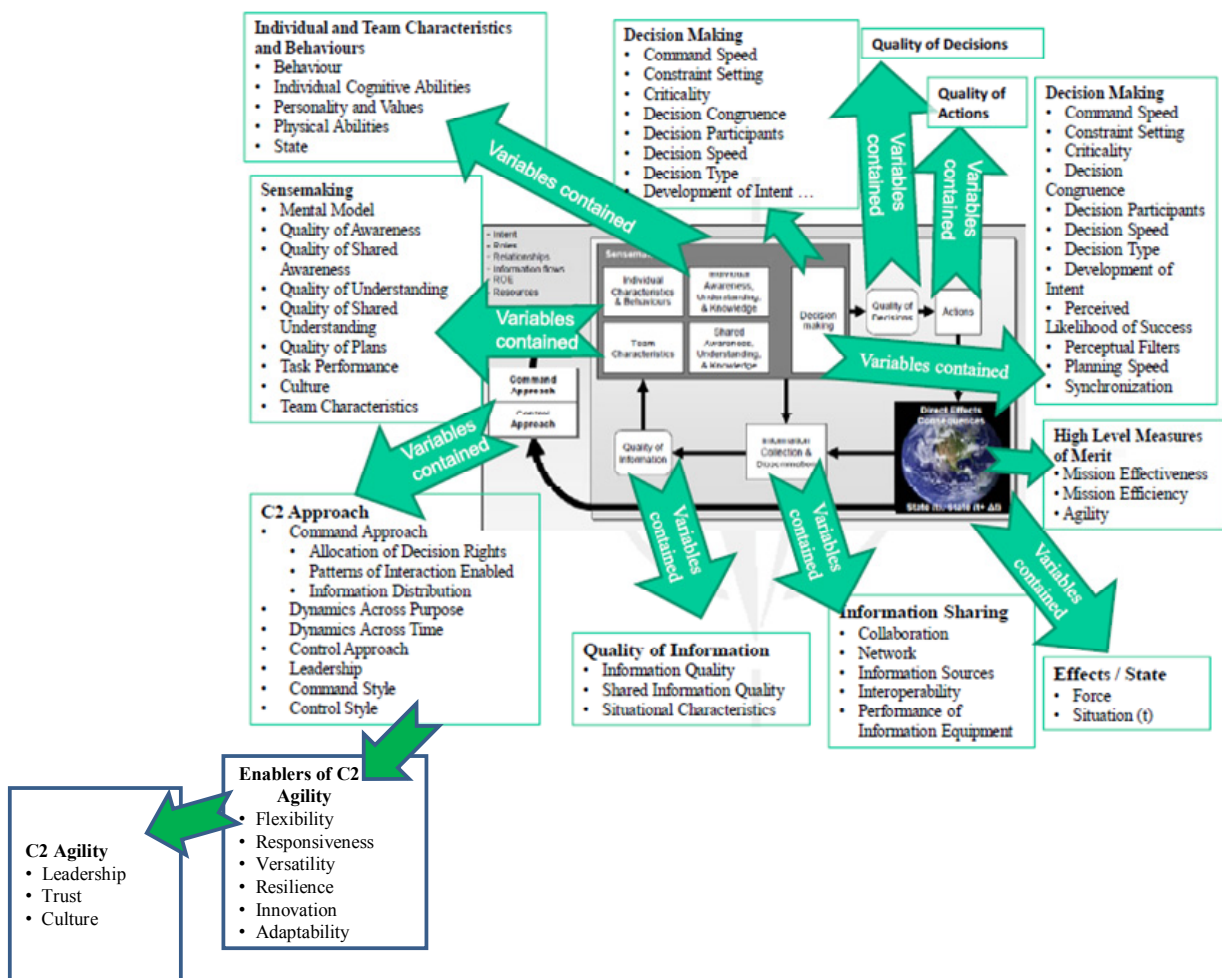 Individual and Team Characteristics
and Behaviours
• Behaviour
• Individual Cognitive Abilities
• Personality and Values
• Physical Abilities
• State
Decision Making
• Command Speed
• Constraint Setting
• Criticality
• Decision Congruence
• Decision Participants
• Decision Speed
• Decision Type
• Development of Intent ...
Quality of Decisions
Quality of
Actions
Decision Making
• Command Speed
• Constraint Setting
• Criticality
• Decision
Congruence
• Decision Participants
• Decision Speed
• Decision Type
• Development of
Intent
• Perceived
Likelihood of Success
• Perceptual Filters
• Planning Speed
• Synchronization
Sensemaking
• Mental Model
• Quality of Awareness
• Quality of Shared
Awareness
• Quality of Understanding
• Quality of Shared
Understanding
• Quality of Plans
• Task Performance
• Culture
• Team Characteristics
Variables contained
Variables
contained
Variables
contained
Variables
contained
Variables contained
Variables
contained
Variables
contained
Variables
contained
Variables
contained
- Intent
- Roles
- Relationships
- Information flows
ROE
Resources
Individual
Characteristics
& Behaviours
Individual
Awareness,
Understanding,
& Knowledge
Team
Characteristics
Shared
Awareness,
Understanding,
& Knowledge
Decision
making
Quality of
Decisions
Actions
Command
Approach
Approach
Quality of
Information
Information
Collection &
Direct Effects
Consequences
High Level Measures
of Merit
• Mission Effectiveness
• Mission Efficiency
• Agility
C2 Approach
• Command Approach
• Allocation of Decision Rights
• Patterns of Interaction Enabled
• Information Distribution
• Dynamics Across Purpose
• Dynamics Across Time
• Control Approach
• Leadership
• Command Style
• Control Style
Quality of Information
• Information Quality
• Shared Information Quality
• Situational Characteristics
Information Sharing
• Collaboration
• Network
• Information Sources
• Interoperability
• Performance of
Information Equipment
Effects / State
• Force
• Situation (t)
Enablers of C2
Agility
• Flexibility
• Responsiveness
• Versatility
• Resilience
• Innovation
• Adaptability
C2 Agility
• Leadership
• Trust
• Culture